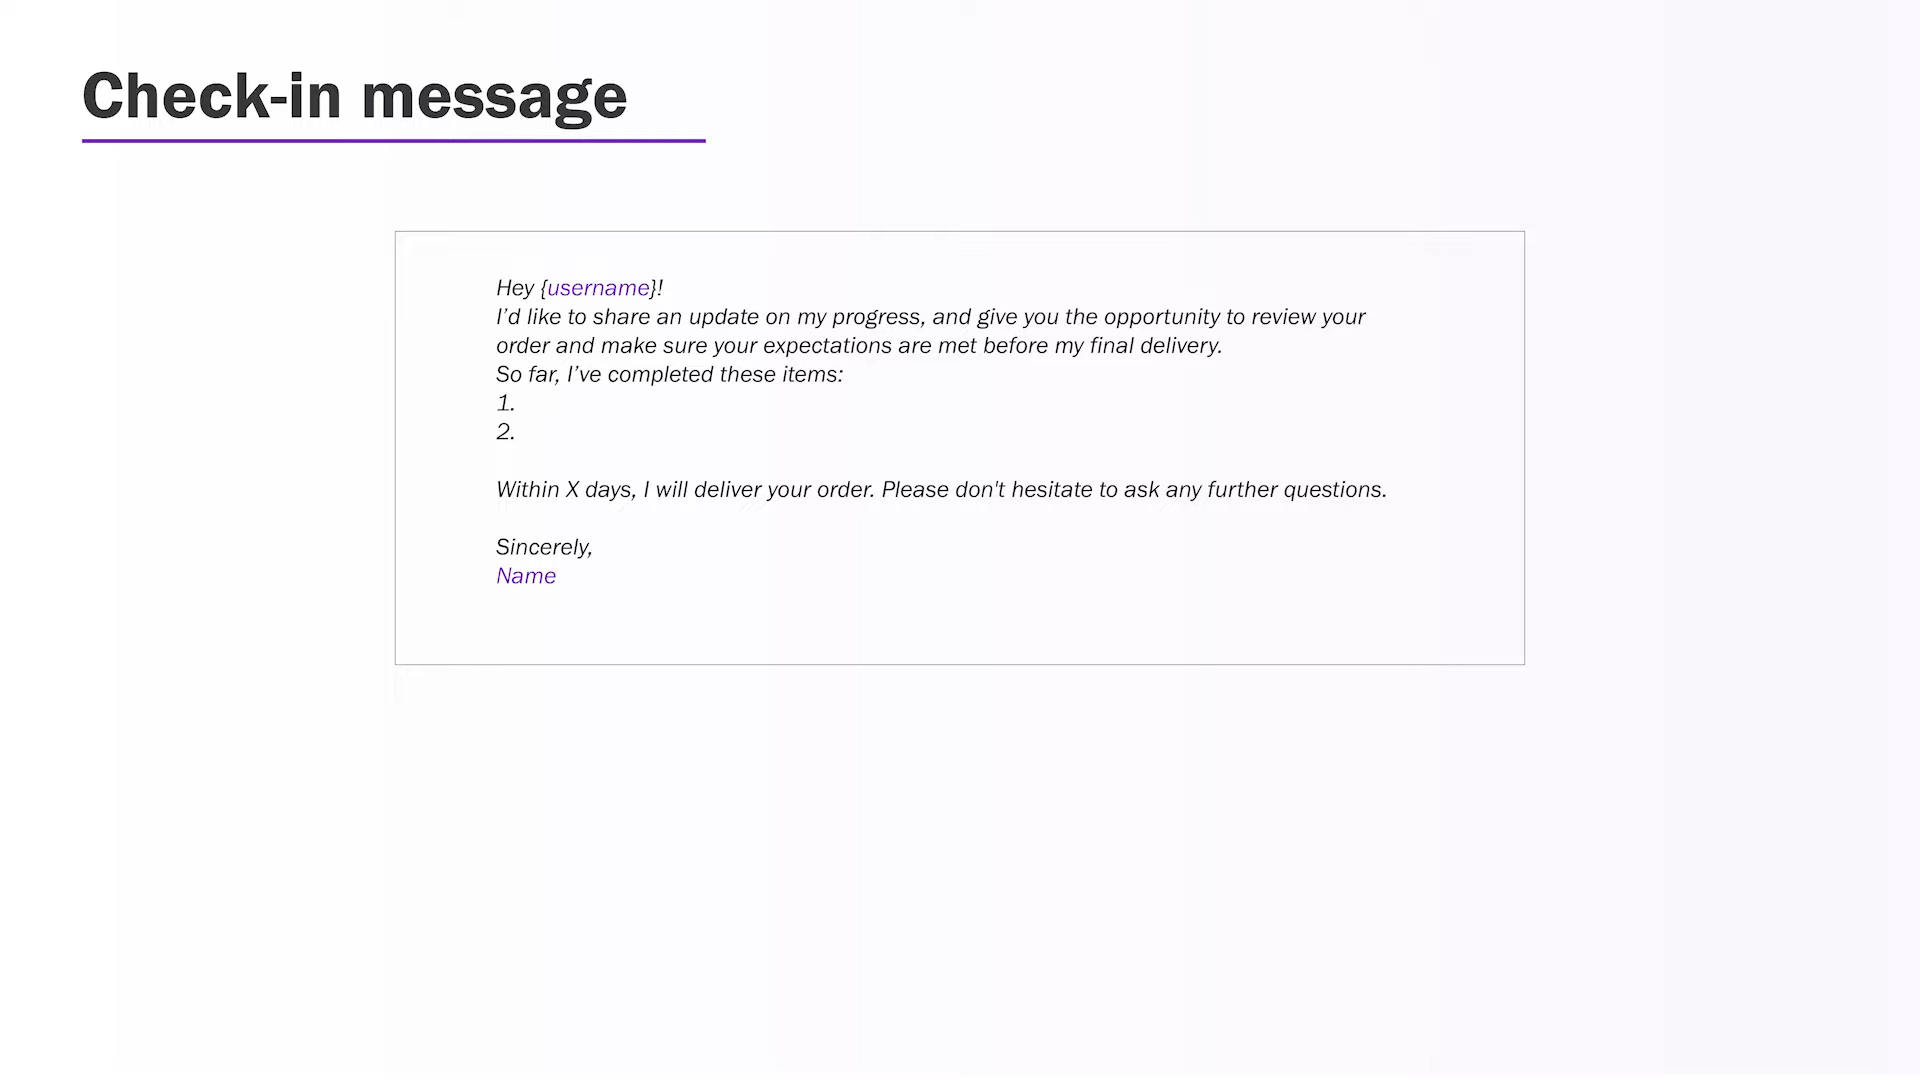 Check-in message
Hey {username}!
I’d like to share an update on my progress, and give you the opportunity to review your
order and make sure your expectations are met before my final delivery.
So far, I’ve completed these items:
1.
2.
Within X days, I will deliver your order. Please don't hesitate to ask any further questions.
Sincerely,
Name